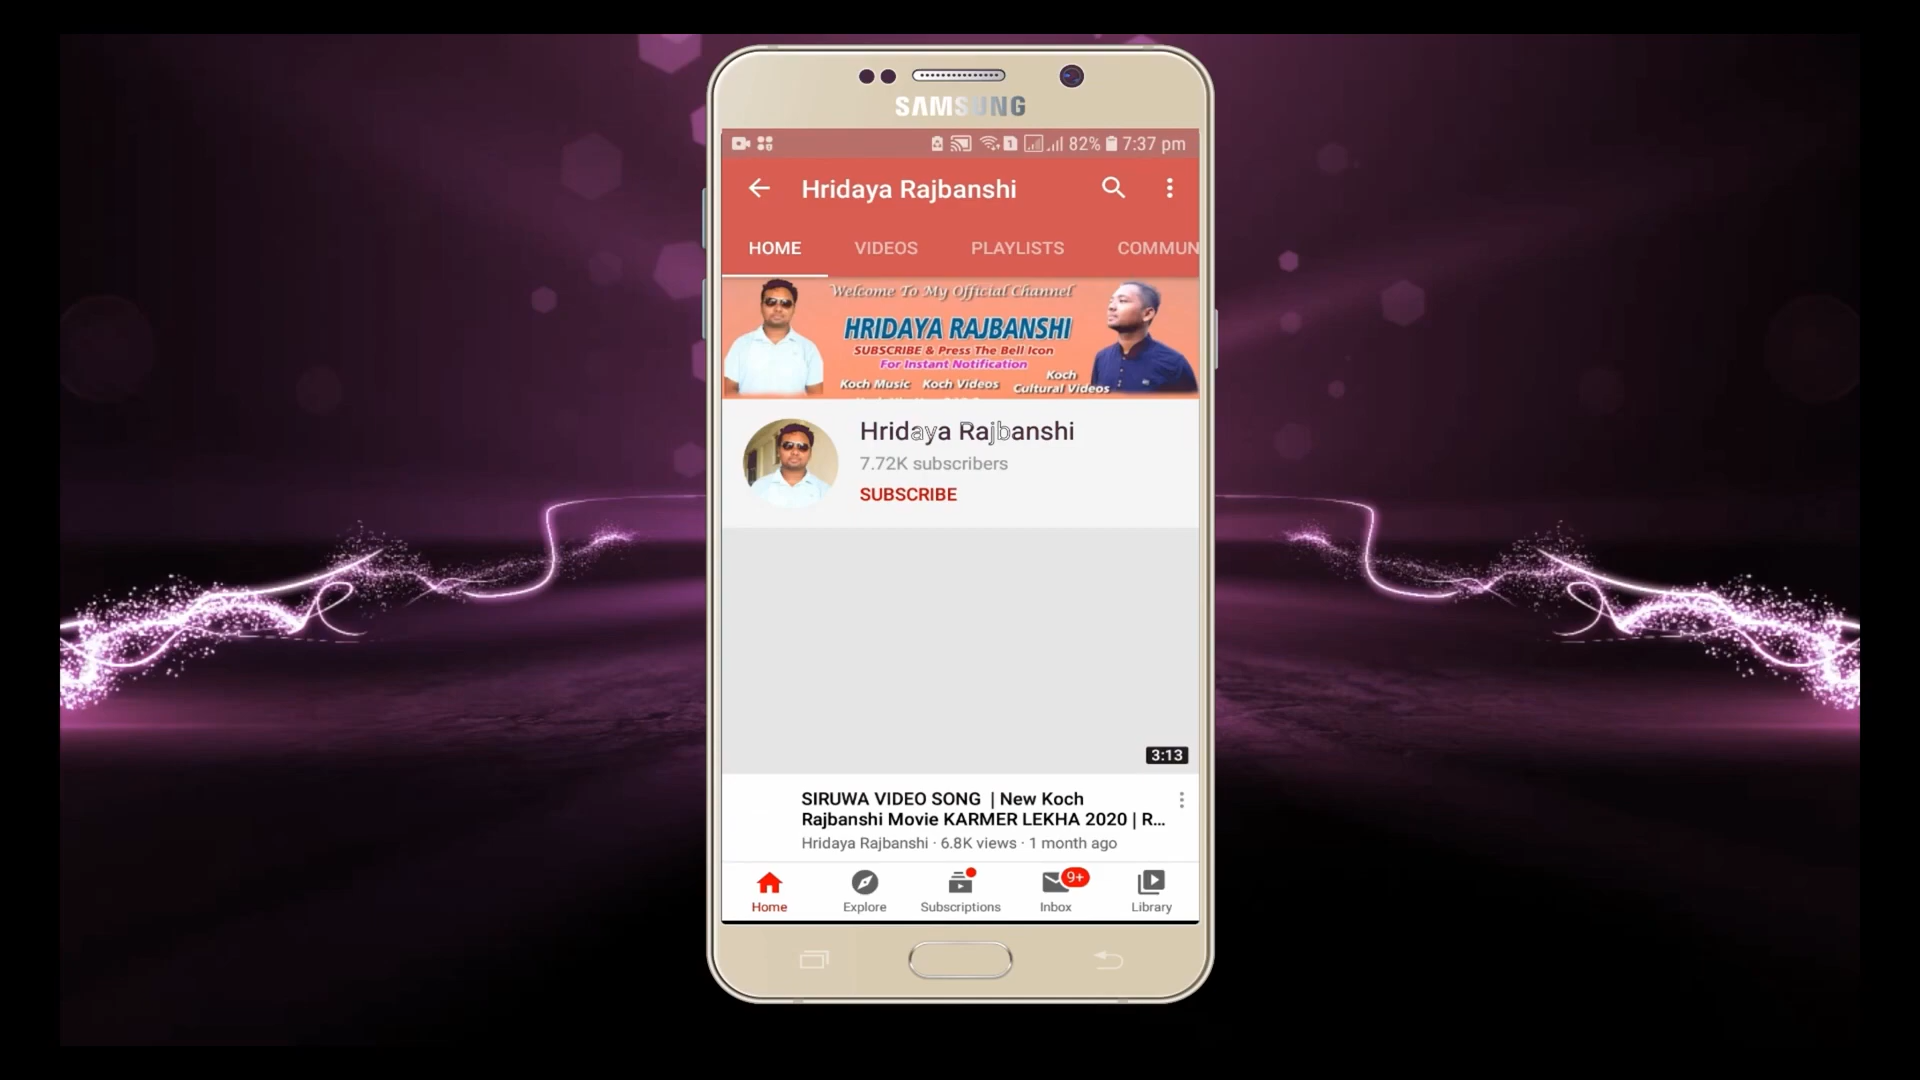 SAMSUNG
82% 7:37 pm
Hridaya Rajbanshi
HOME VIDEOS PLAYLISTS COMMUN
Welcome To My Official Channel
HRIDAYA RAJBANSHI
SUBSCRIBE & Press The Bell Icon
For Instant Notification
Koch Music Koch Videos Koch Cultural Videos
Hridaya Rajbanshi
7.72K subscribers
SUBSCRIBE
3:13
SIRUWA VIDEO SONG | New Koch
Rajbanshi Movie KARMER LEKHA 2020 | R...
Hridaya Rajbanshi · 6.8K views · 1 month ago
9+
Home Explore Subscriptions Inbox Library